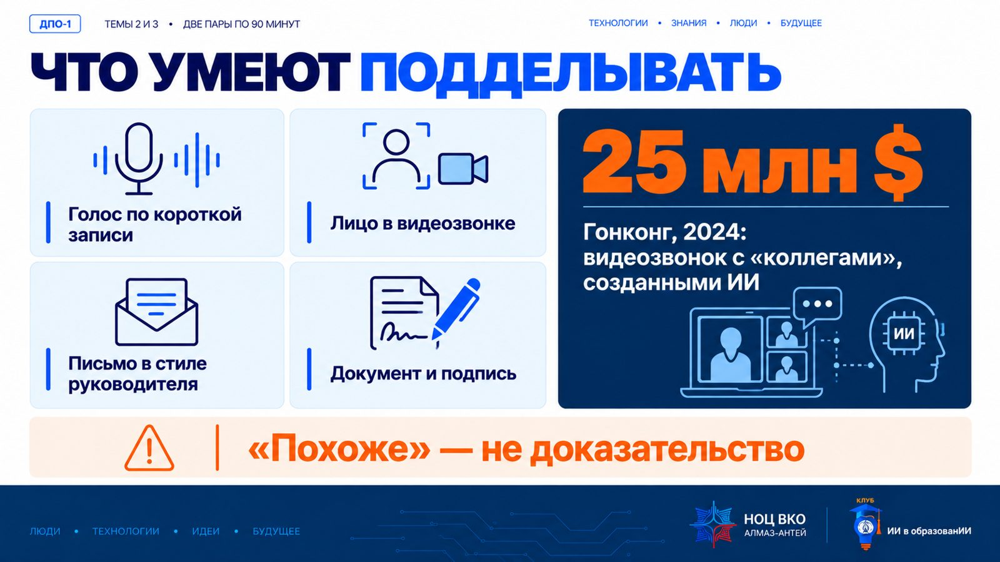 ДПО-1
ТЕМЫ 2 И 3 • ДВЕ ПАРЫ ПО 90 МИНУТ
ТЕХНОЛОГИИ • ЗНАНИЯ • ЛЮДИ • БУДУЩЕЕ
ЧТО УМЕЮТ ПОДДЕЛЫВАТЬ
Голос по короткой
записи
Лицо в видеозвонке
Письмо в стиле
руководителя
Документ и подпись
25 млн $
Гонконг, 2024:
видеозвонок с «коллегами»,
созданными ИИ
ИИ
«Похоже» — не доказательство
ЛЮДИ • ТЕХНОЛОГИИ • ИДЕИ • БУДУЩЕЕ
НОЦ ВКО
АЛМАЗ-АНТЕЙ
КЛУБ
ИИ в образованИИ